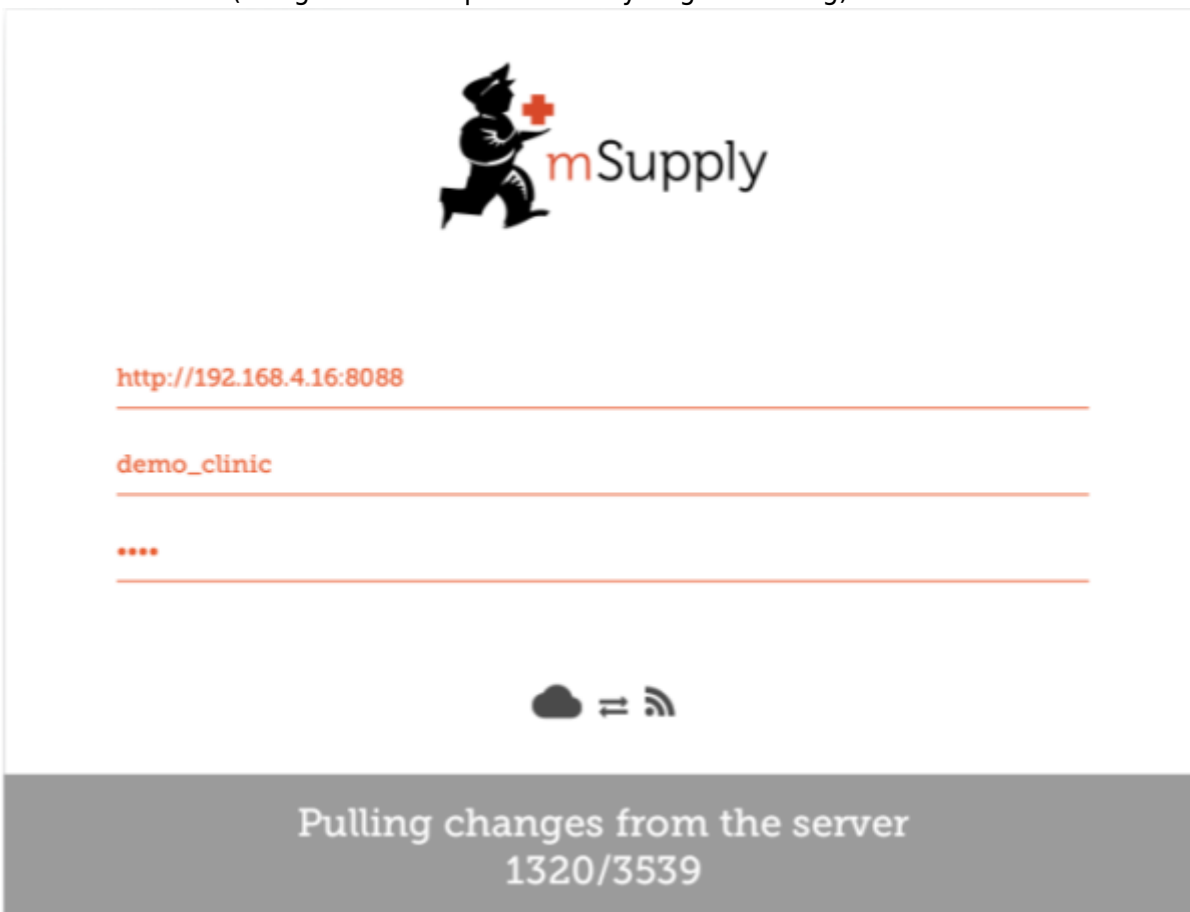 mSupply
http://192.168.4.16:8088
demo_clinic
••••
Pulling changes from the server
1320/3539